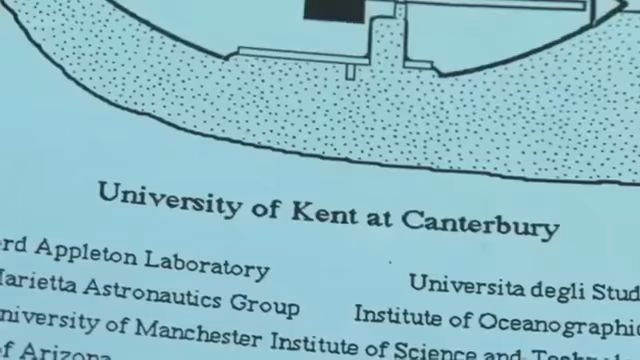 University of Kent at Canterbury
Appleton Laboratory
Universita degli
Marietta Astronautics Group
Institute of
University of Manchester Institute of Science and
of Arizona